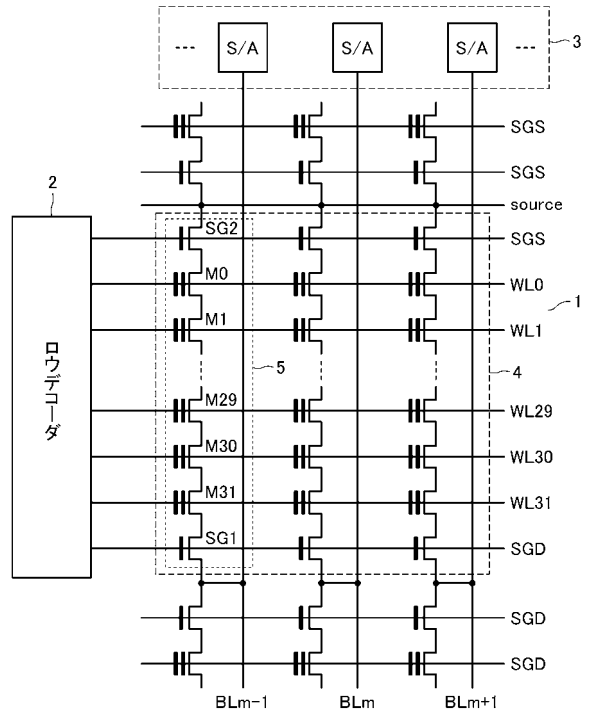 --- S/A S/A S/A --- 3
SGS
SGS
2
source
SG2 SGS
M0 WL0
1
M1 WL1
5 4
ロウデコーダ
M29 WL29
M30 WL30
M31 WL31
SG1 SGD
SGD
SGD
BLm-1 BLm BLm+1